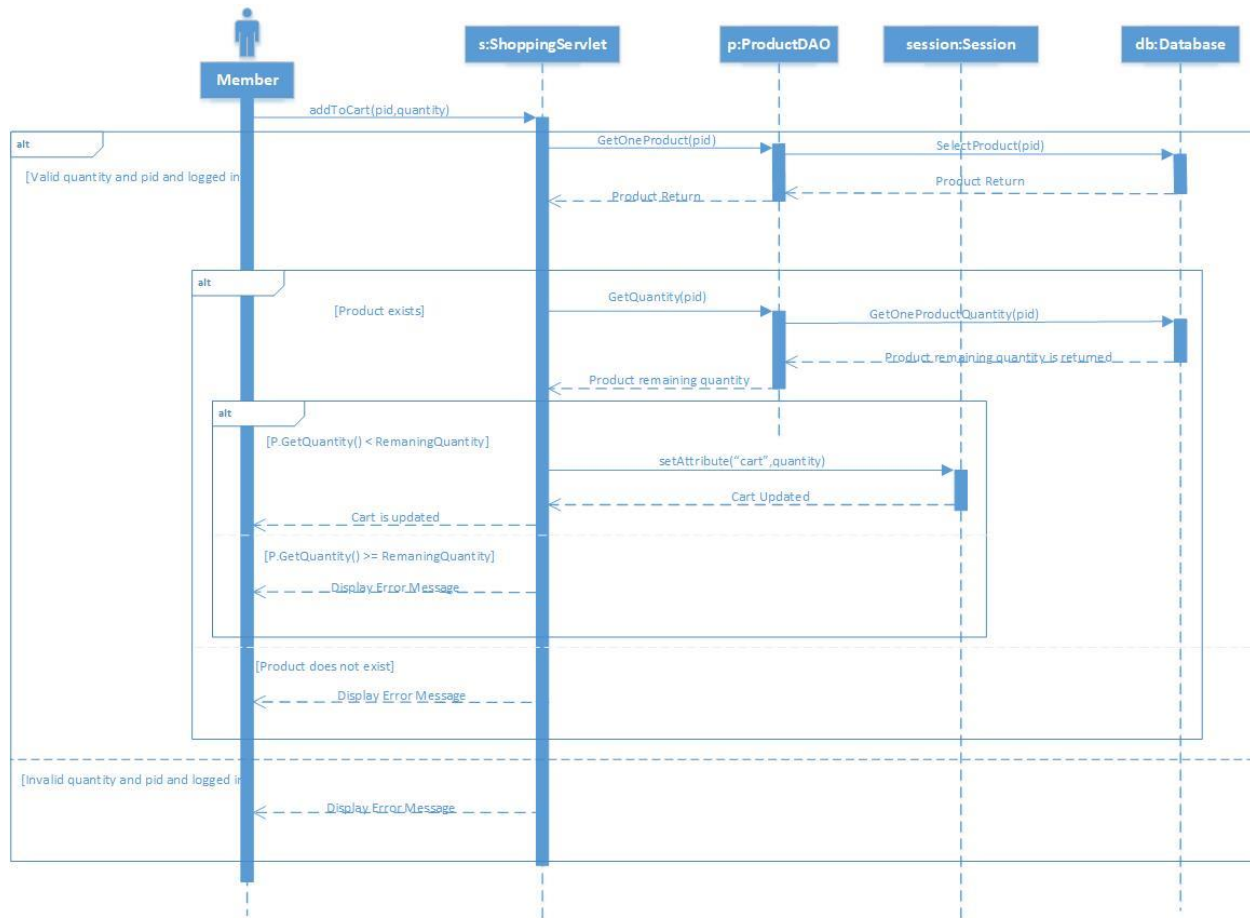 Member
s:ShoppingServlet
p:ProductDAO
session:Session
db:Database
addToCart(pid,quantity)
alt
GetOneProduct(pid)
SelectProduct(pid)
[Valid quantity and pid and logged in
Product Return
Product Return
alt
[Product exists]
GetQuantity(pid)
GetOneProductQuantity(pid)
Product remaining quantity is returned
Product remaining quantity
alt
[P.GetQuantity() < RemaningQuantity]
setAttribute("cart",quantity)
Cart Updated
Cart is updated
[P.GetQuantity() >= RemaningQuantity]
Display Error Message
[Product does not exist]
Display Error Message
[Invalid quantity and pid and logged in
Display Error Message